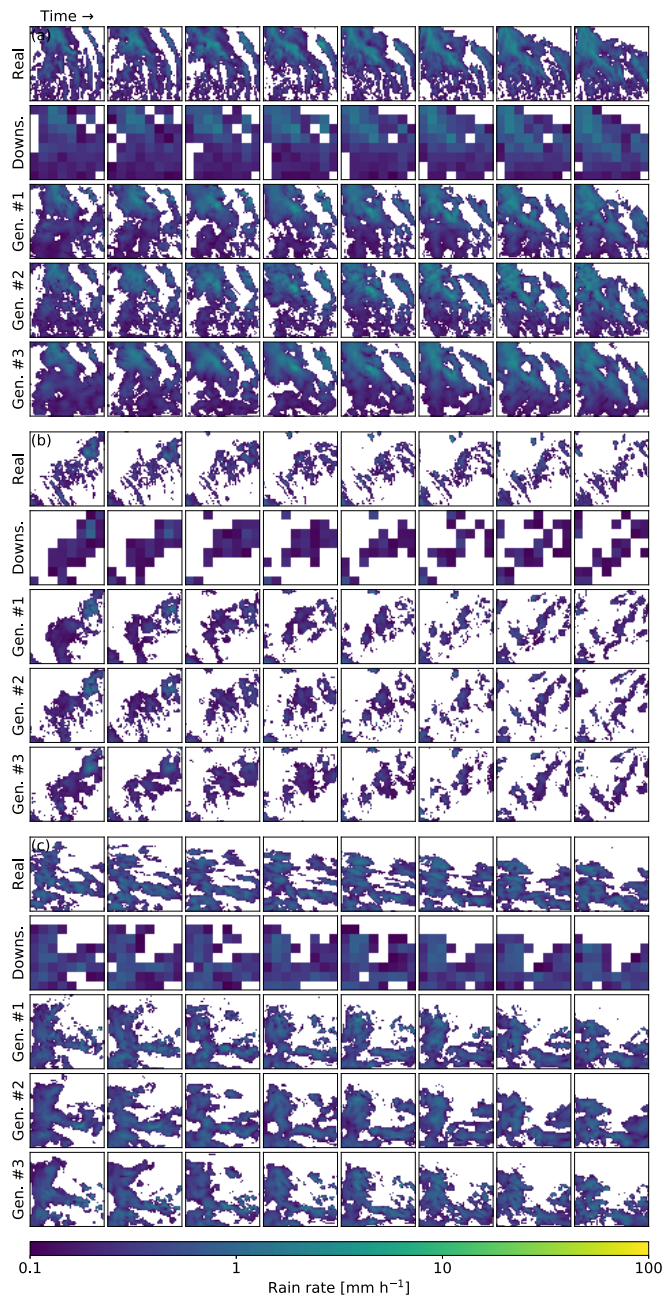 Time →
(a)
Real
Downs.
Gen. #1
Gen. #2
Gen. #3
(b)
Real
Downs.
Gen. #1
Gen. #2
Gen. #3
(c)
Real
Downs.
Gen. #1
Gen. #2
Gen. #3
0.1 1 10 100
Rain rate [mm h⁻¹]